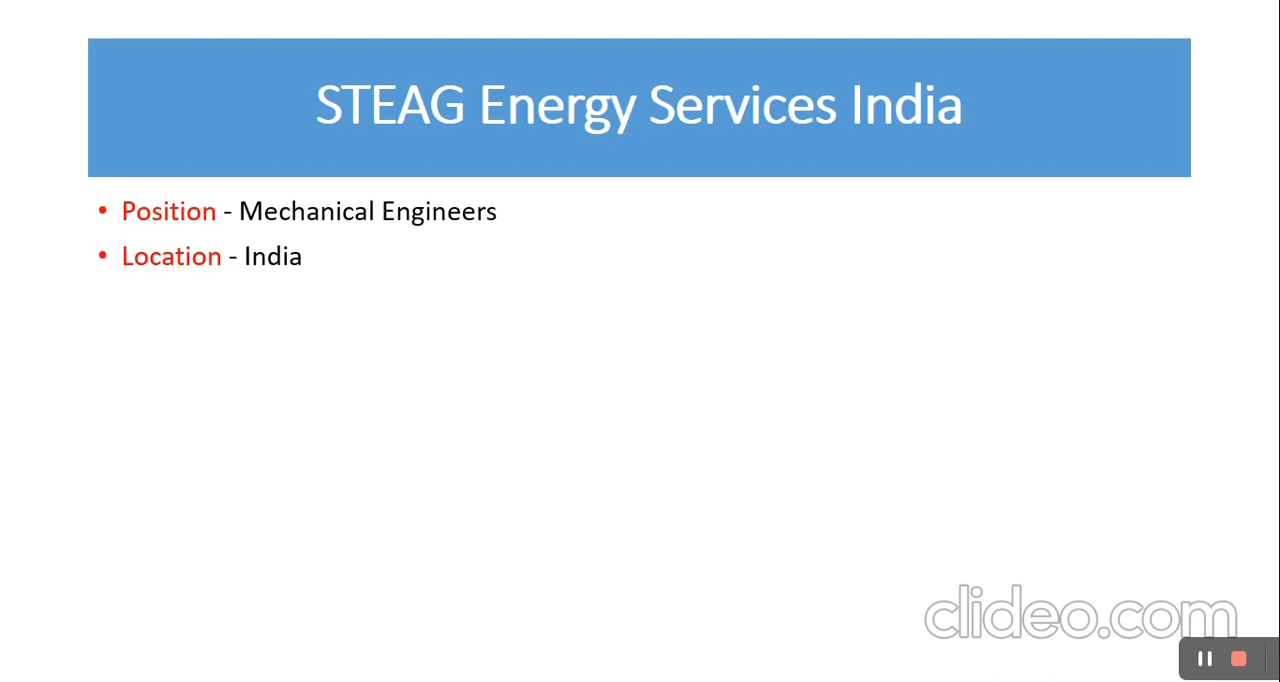 STEAG Energy Services India
• Position - Mechanical Engineers
• Location - India
clideo.com